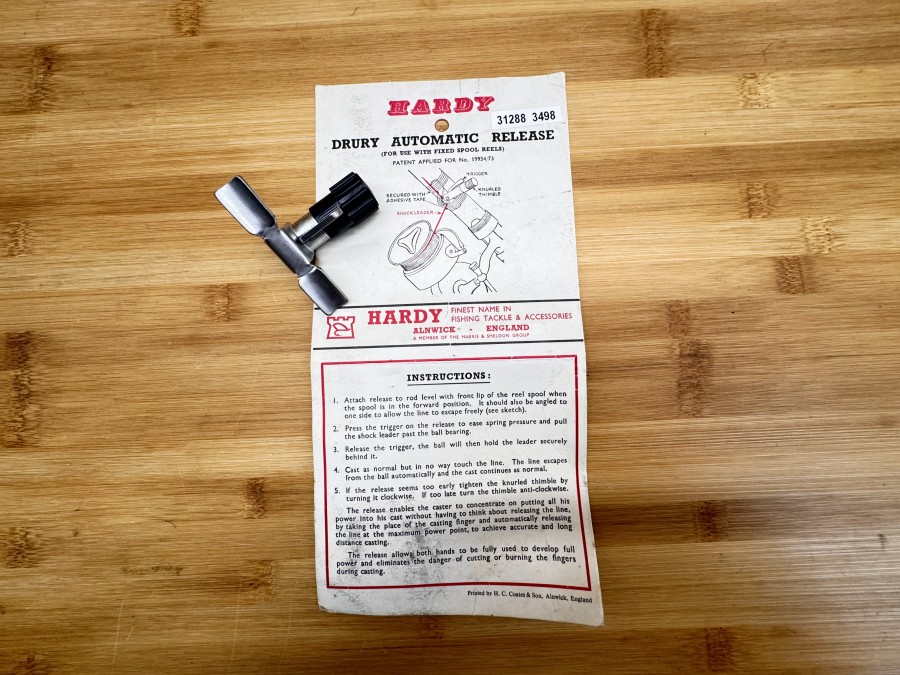 HARDY
31288 3498
DRURY AUTOMATIC RELEASE
(FOR USE WITH FIXED SPOOL REELS)
PATENT APPLIED FOR No. 19934/73
TRIGGER
SECURED WITH
ADHESIVE TAPE
KNURLED
THIMBLE
SHOCK LEADER
HARDY
FINEST NAME IN
FISHING TACKLE & ACCESSORIES
ALNWICK - ENGLAND
A MEMBER OF THE HARRIS & SHELDON GROUP
INSTRUCTIONS:
1. Attach release to rod level with front lip of the reel spool when
the spool is in the forward position. It should also be angled to
one side to allow the line to escape freely (see sketch).
2. Press the trigger on the release to ease spring pressure and pull
the shock leader past the ball bearing.
3. Release the trigger, the ball will then hold the leader securely
behind it.
4. Cast as normal but in no way touch the line. The line escapes
from the ball automatically and the cast continues as normal.
5. If the release seems too early tighten the knurled thimble by
turning it clockwise. If too late turn the thimble anti-clockwise.
The release enables the caster to concentrate on putting all his
power into his cast without having to think about releasing the line,
by taking the place of the casting finger and automatically releasing
the line at the maximum power point, to achieve accurate and long
distance casting.
The release allows both hands to be fully used to develop full
power and eliminates the danger of cutting or burning the fingers
during casting.
Printed by H. C. Coates & Son, Alnwick, England